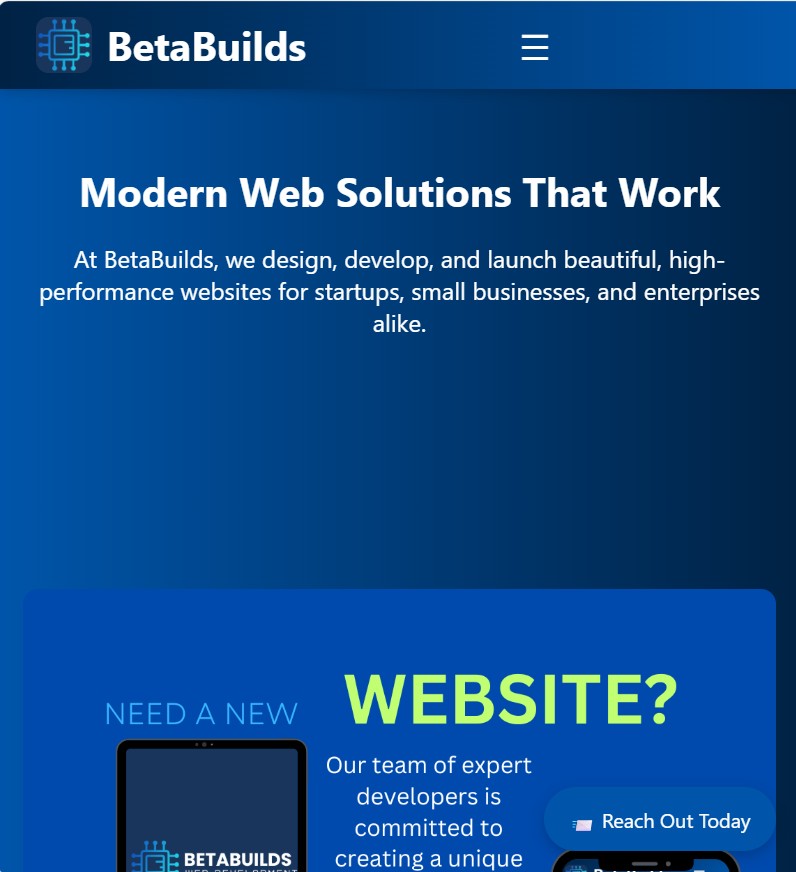 BetaBuilds
Modern Web Solutions That Work
At BetaBuilds, we design, develop, and launch beautiful, high-
performance websites for startups, small businesses, and enterprises
alike.
NEED A NEW WEBSITE?
Our team of expert
developers is
committed to
creating a unique
Reach Out Today
BETABUILDS
WEB DEVELOPMENT